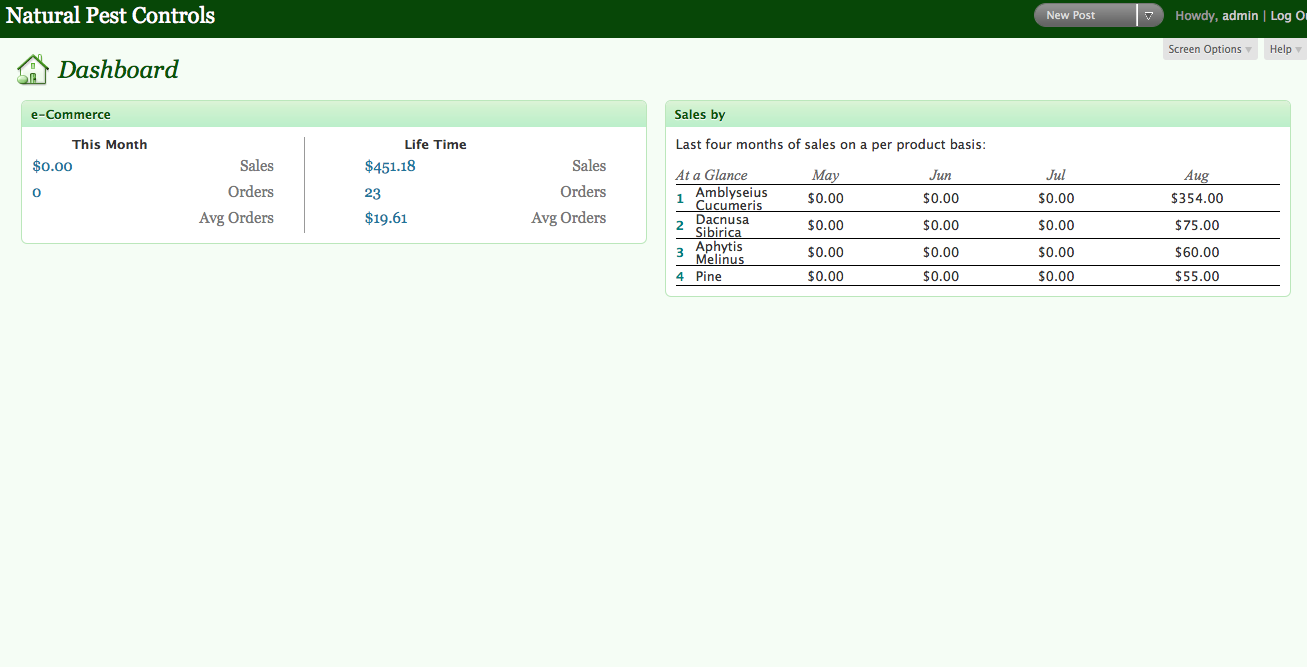 Natural Pest Controls
New Post ▽ Howdy, admin | Log O
Screen Options ▼ Help ▼
Dashboard
e-Commerce
This Month
$0.00 Sales
0 Orders
Avg Orders
Life Time
$451.18 Sales
23 Orders
$19.61 Avg Orders
Sales by
Last four months of sales on a per product basis:
At a Glance May Jun Jul Aug
1 Amblyseius
Cucumeris $0.00 $0.00 $0.00 $354.00
2 Dacnusa
Sibirica $0.00 $0.00 $0.00 $75.00
3 Aphytis
Melinus $0.00 $0.00 $0.00 $60.00
4 Pine $0.00 $0.00 $0.00 $55.00